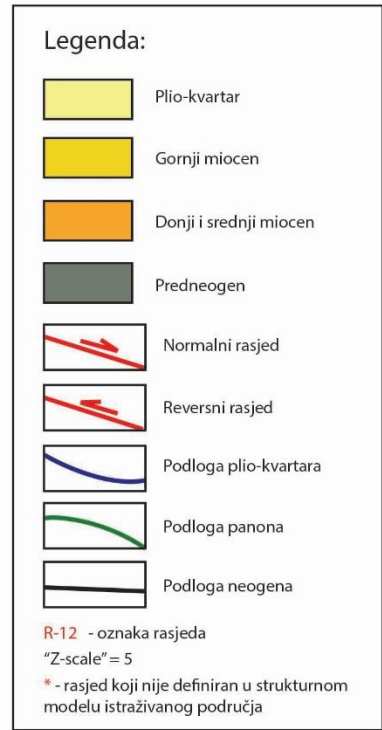 Legenda:
Plio-kvartar
Gornji miocen
Donji i srednji miocen
Predneogen
Normalni rasjed
Reversni rasjed
Podloga plio-kvartara
Podloga panona
Podloga neogena
R-12 - oznaka rasjeda
"Z-scale" = 5
* - rasjed koji nije definiran u strukturnom
modelu istraživanog područja